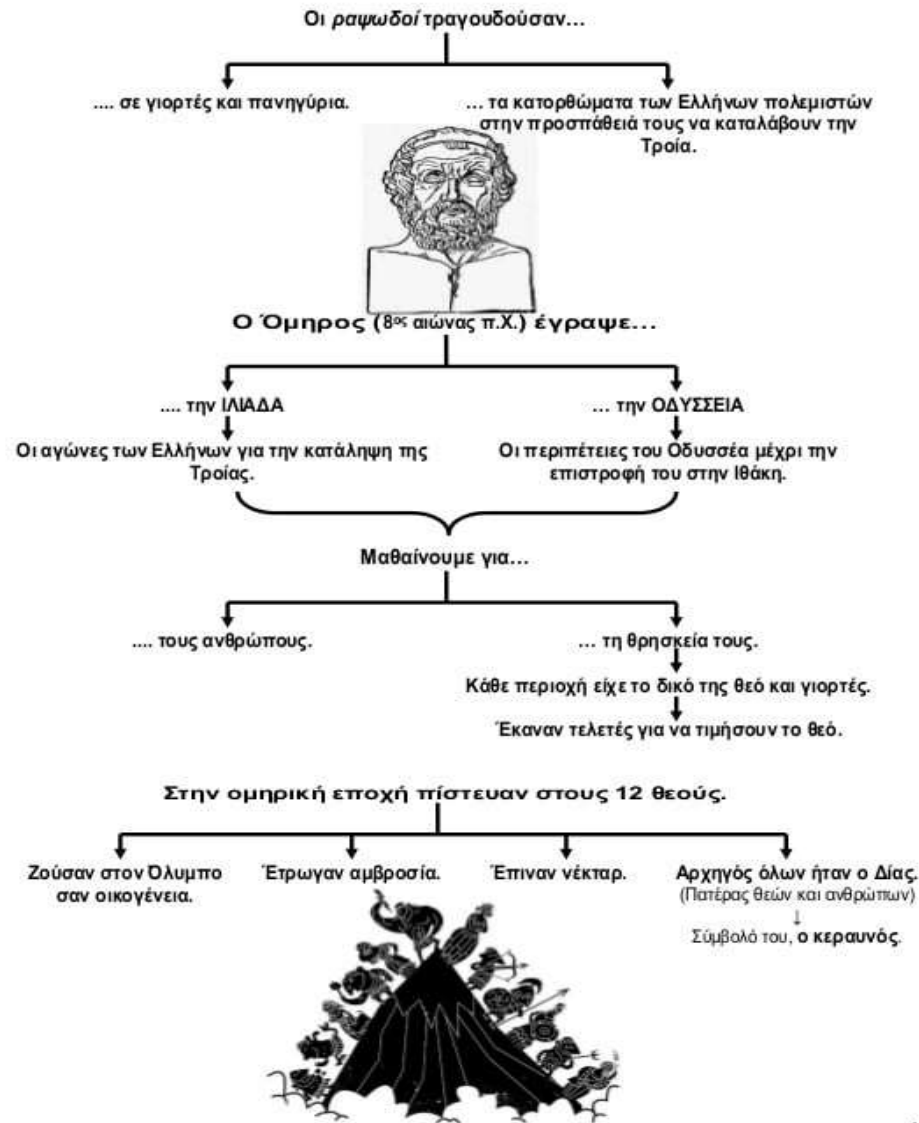 Οι ραψωδοί τραγουδούσαν…
.... σε γιορτές και πανηγύρια.
… τα κατορθώματα των Ελλήνων πολεμιστών
στην προσπάθειά τους να καταλάβουν την
Τροία.
Ο Όμηρος (8ος αιώνας π.Χ.) έγραψε…
.... την ΙΛΙΑΔΑ
Οι αγώνες των Ελλήνων για την κατάληψη της
Τροίας.
… την ΟΔΥΣΣΕΙΑ
Οι περιπέτειες του Οδυσσέα μέχρι την
επιστροφή του στην Ιθάκη.
Μαθαίνουμε για…
.... τους ανθρώπους.
… τη θρησκεία τους.
Κάθε περιοχή είχε το δικό της θεό και γιορτές.
Έκαναν τελετές για να τιμήσουν το θεό.
Στην ομηρική εποχή πίστευαν στους 12 θεούς.
Ζούσαν στον Όλυμπο
σαν οικογένεια.
Έτρωγαν αμβροσία.
Έπιναν νέκταρ.
Αρχηγός όλων ήταν ο Δίας.
(Πατέρας θεών και ανθρώπων)
↓
Σύμβολό του, ο κεραυνός.